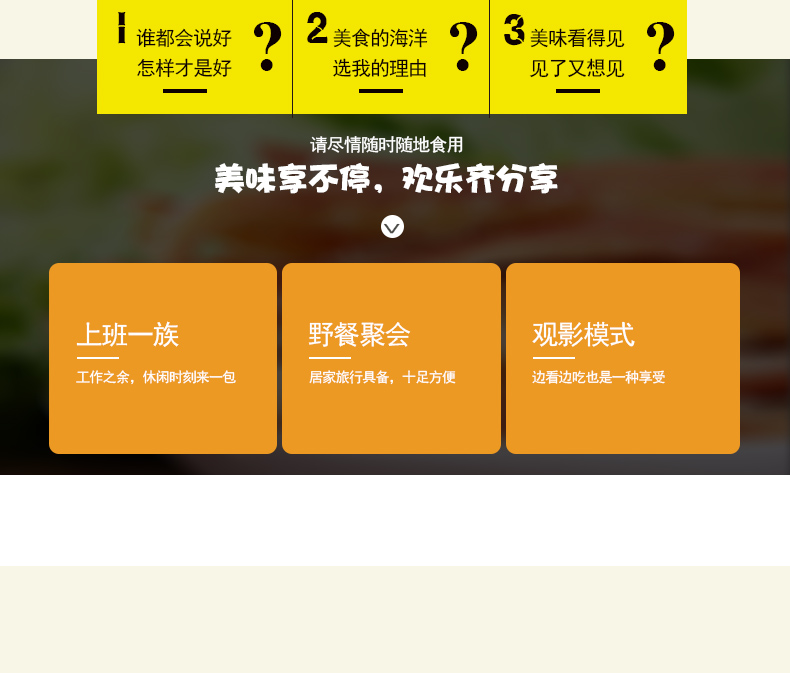 1 谁都会说好
怎样才是好 ?
2 美食的海洋
选我的理由 ?
3 美味看得见
见了又想见 ?
请尽情随时随地食用
美味享不停，欢乐齐分享
上班一族
工作之余，休闲时刻来一包
野餐聚会
居家旅行具备，十足方便
观影模式
边看边吃也是一种享受